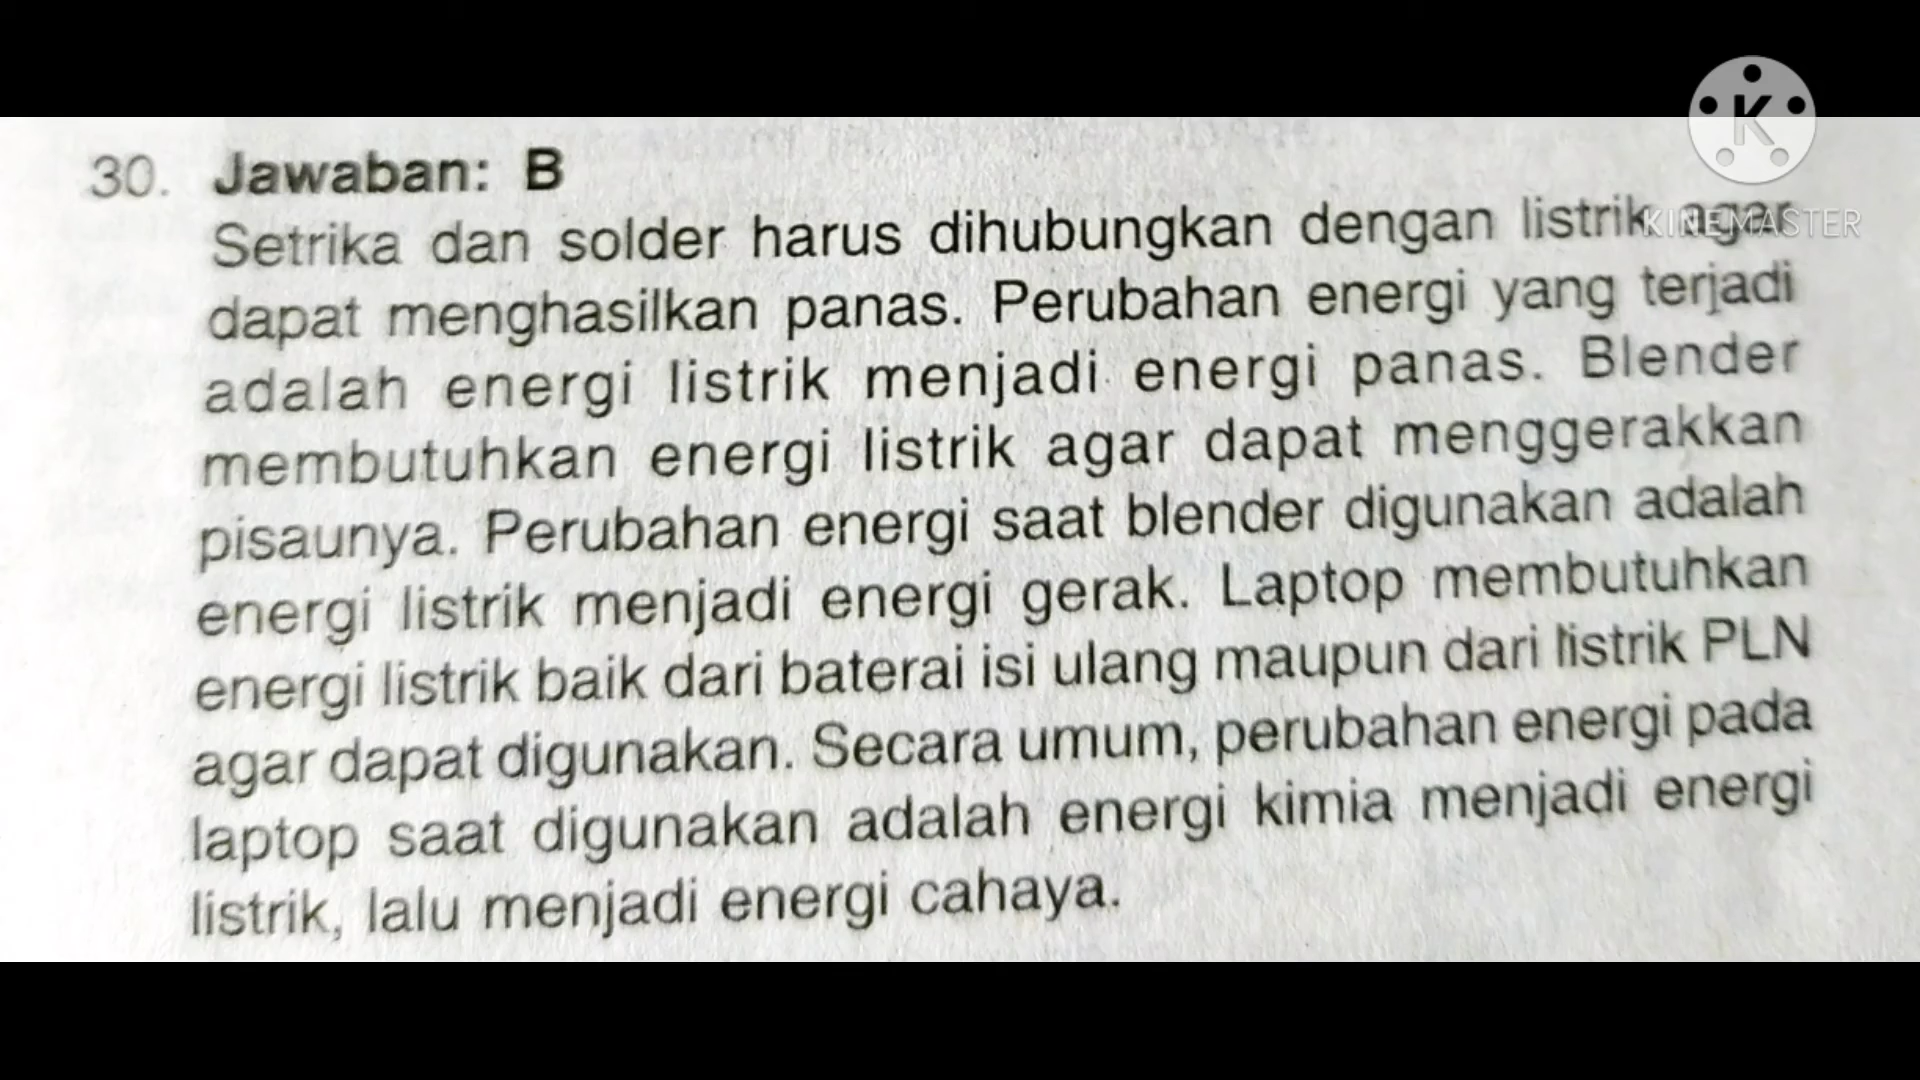 K
KINEMASTER
30. Jawaban: B
Setrika dan solder harus dihubungkan dengan listrik agar
dapat menghasilkan panas. Perubahan energi yang terjadi
adalah energi listrik menjadi energi panas. Blender
membutuhkan energi listrik agar dapat menggerakkan
pisaunya. Perubahan energi saat blender digunakan adalah
energi listrik menjadi energi gerak. Laptop membutuhkan
energi listrik baik dari baterai isi ulang maupun dari listrik PLN
agar dapat digunakan. Secara umum, perubahan energi pada
laptop saat digunakan adalah energi kimia menjadi energi
listrik, lalu menjadi energi cahaya.